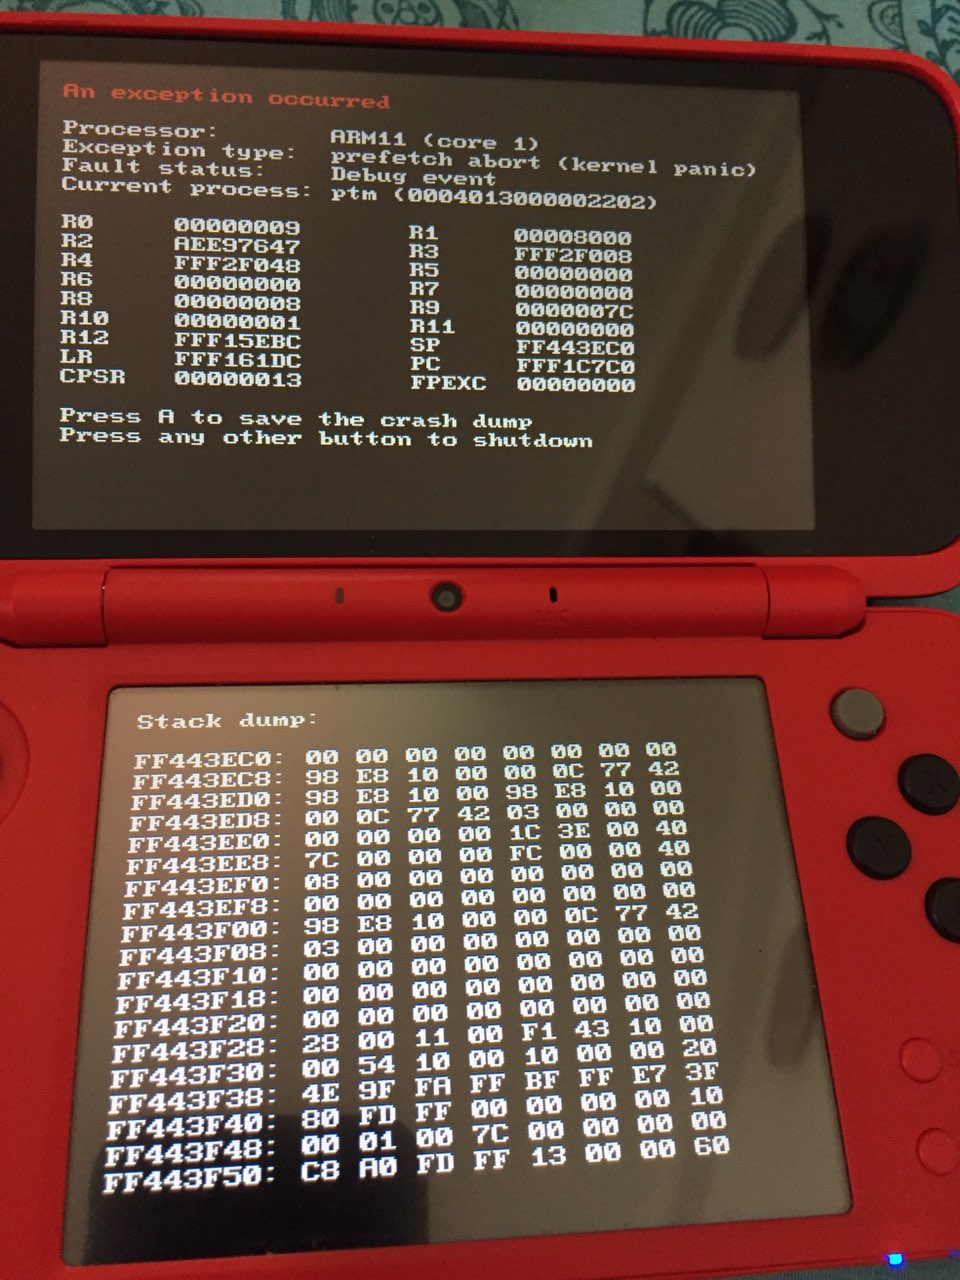 An exception occurred
Processor: ARM11 (core 1)
Exception type: prefetch abort (kernel panic)
Fault status: Debug event
Current process: ptm (0004013000002202)
R0 00000009 R1 00008000
R2 AEE97647 R3 FFF2F008
R4 FFF2F048 R5 00000000
R6 00000000 R7 00000000
R8 00000008 R9 0000007C
R10 00000001 R11 00000000
R12 FFF15EBC SP FF443EC0
LR FFF161DC PC FFF1C7C0
CPSR 00000013 FPEXC 00000000
Press A to save the crash dump
Press any other button to shutdown
MIC
Stack dump:
FF443EC0: 00 00 00 00 00 00 00 00
FF443EC8: 98 E8 10 00 00 0C 77 42
FF443ED0: 98 E8 10 00 98 E8 10 00
FF443ED8: 00 0C 77 42 03 00 00 00
FF443EE0: 00 00 00 00 1C 3E 00 40
FF443EE8: 7C 00 00 00 FC 00 00 40
FF443EF0: 08 00 00 00 00 00 00 00
FF443EF8: 00 00 00 00 00 00 00 00
FF443F00: 98 E8 10 00 00 0C 77 42
FF443F08: 03 00 00 00 00 00 00 00
FF443F10: 00 00 00 00 00 00 00 00
FF443F18: 00 00 00 00 00 00 00 00
FF443F20: 00 00 00 00 00 00 00 00
FF443F28: 28 00 11 00 F1 43 10 00
FF443F30: 00 54 10 00 10 00 00 20
FF443F38: 4E 9F FA FF BF FF E7 3F
FF443F40: 80 FD FF 00 00 00 00 10
FF443F48: 00 01 00 7C 00 00 00 00
FF443F50: C8 A0 FD FF 13 00 00 60
X
Y